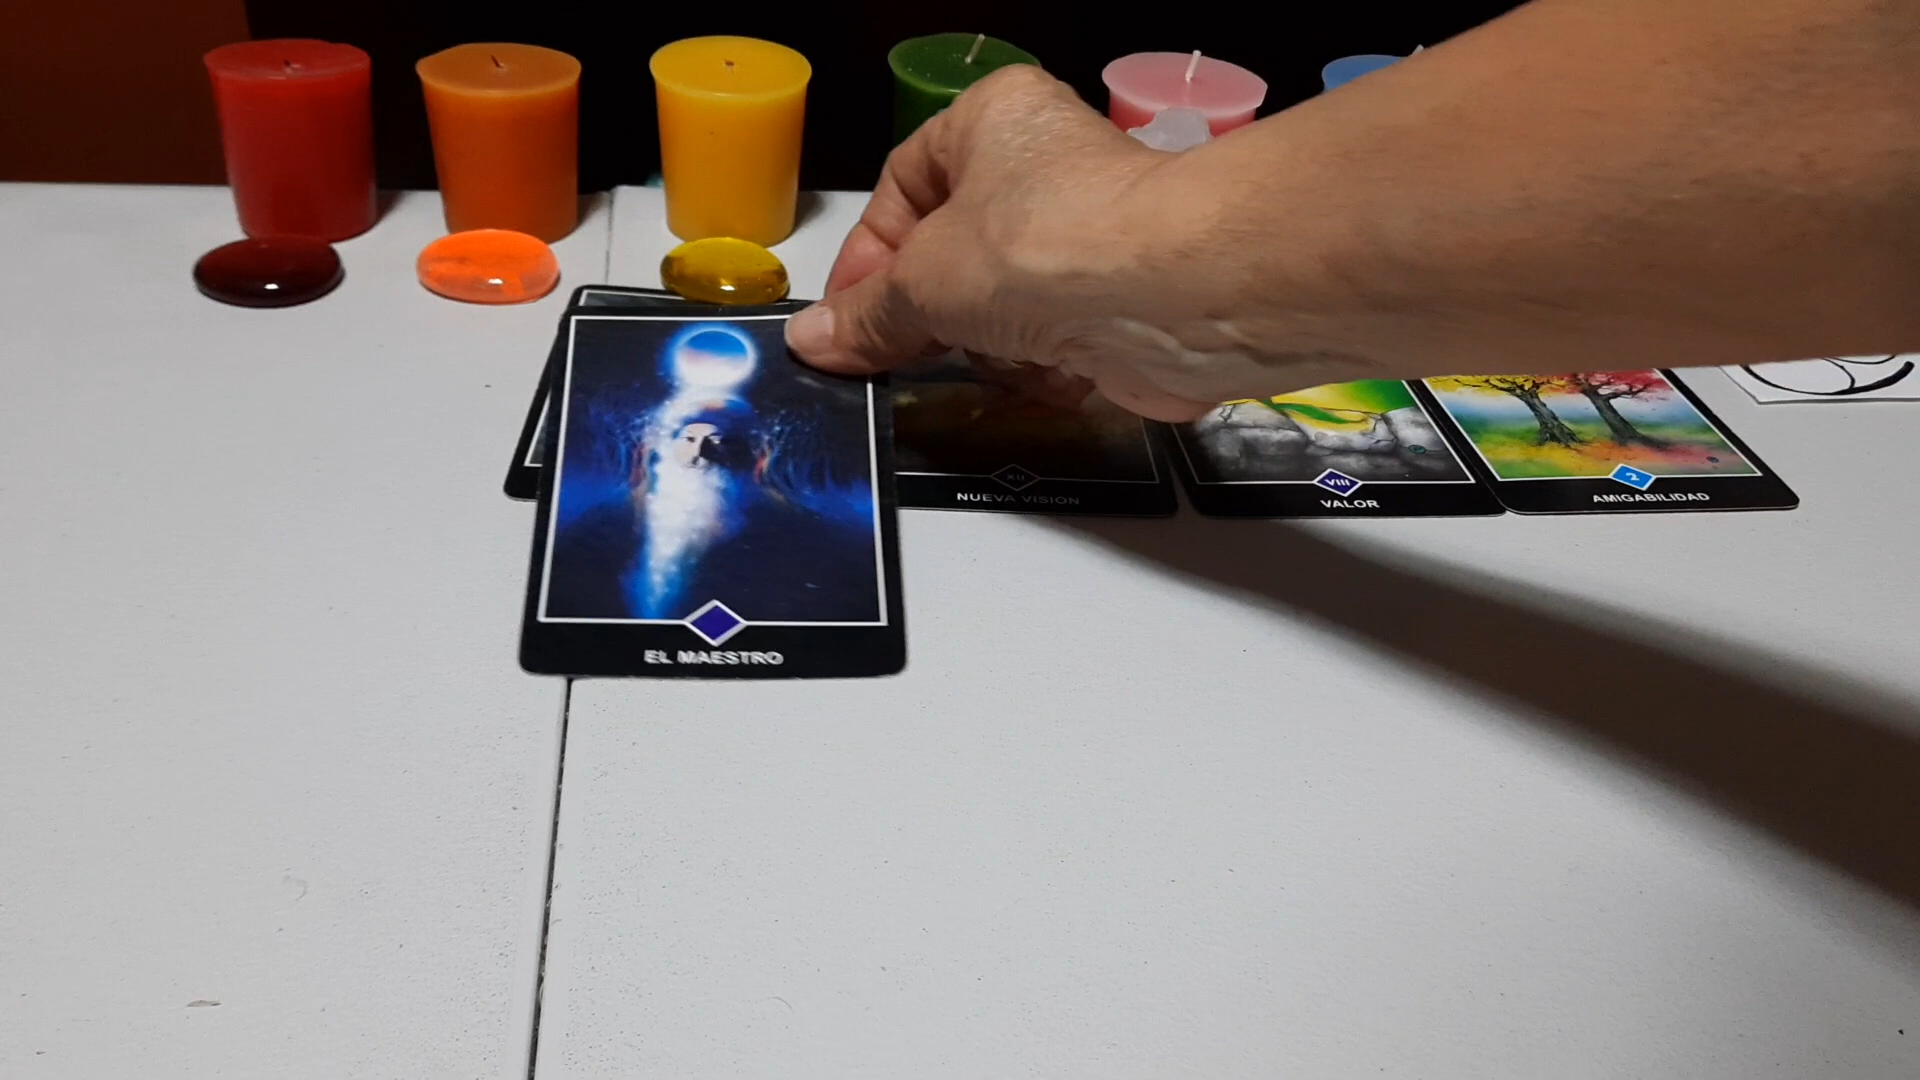 XII
NUEVA VISION
VIII
VALOR
2
AMIGABILIDAD
EL MAESTRO